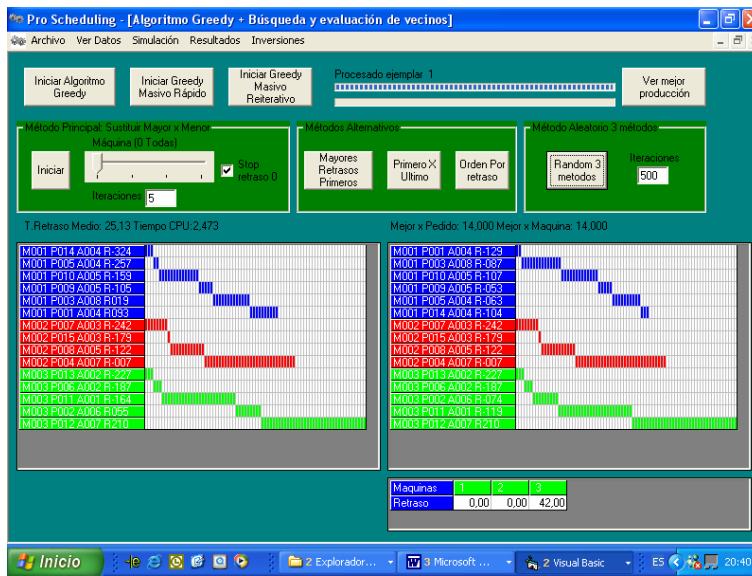 Pro Scheduling - [Algoritmo Greedy + Búsqueda y evaluación de vecinos]
Archivo Ver Datos Simulación Resultados Inversiones
Iniciar Algoritmo Greedy
Iniciar Greedy Masivo Rápido
Iniciar Greedy Masivo Reiterativo
Procesado ejemplar 1
Ver mejor producción
Método Principal: Sustituir Mayor x Menor
Máquina (0 Todas)
Iniciar
Stop retraso 0
Iteraciones 5
Métodos Alternativos
Mayores Retrasos Primeros
Primero X Ultimo
Orden Por retraso
Método Aleatorio 3 métodos
Random 3 metodos
Iteraciones
500
T.Retraso Medio: 25,13 Tiempo CPU:2,473
Mejor x Pedido: 14,000 Mejor x Maquina: 14,000
M001 P014 A004 R-324
M001 P005 A004 R-257
M001 P010 A005 R-159
M001 P009 A005 R-105
M001 P003 A008 R019
M001 P001 A004 R093
M002 P007 A003 R-242
M002 P015 A003 R-179
M002 P008 A005 R-122
M002 P004 A007 R-007
M003 P013 A002 R-227
M003 P006 A002 R-187
M003 P011 A001 R-164
M003 P002 A006 R055
M003 P012 A007 R210
M001 P001 A004 R-129
M001 P003 A008 R-087
M001 P010 A005 R-107
M001 P009 A005 R-053
M001 P005 A004 R-063
M001 P014 A004 R-104
M002 P007 A003 R-242
M002 P015 A003 R-179
M002 P008 A005 R-122
M002 P004 A007 R-007
M003 P013 A002 R-227
M003 P006 A002 R-187
M003 P002 A006 R-074
M003 P011 A001 R-119
M003 P012 A007 R210
Maquinas 1 2 3
Retraso 0,00 0,00 42,00
Inicio
2 Explorador...
3 Microsoft ...
2 Visual Basic
ES
20:40